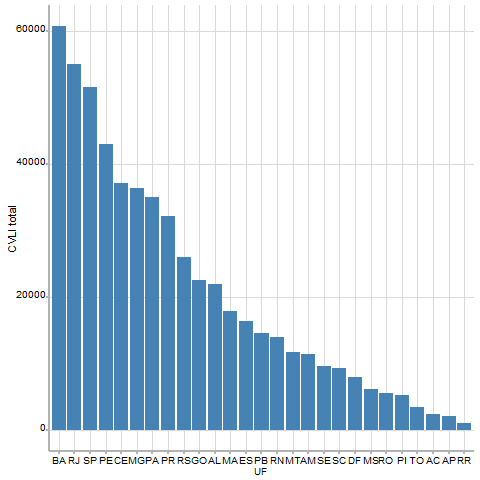 60000
40000
20000
0
CVLI total
BA RJ SP PE CE MG PA PR RS GO AL MA ES PB RN MT AM SE SC DF MS RO PI TO AC AP RR
UF